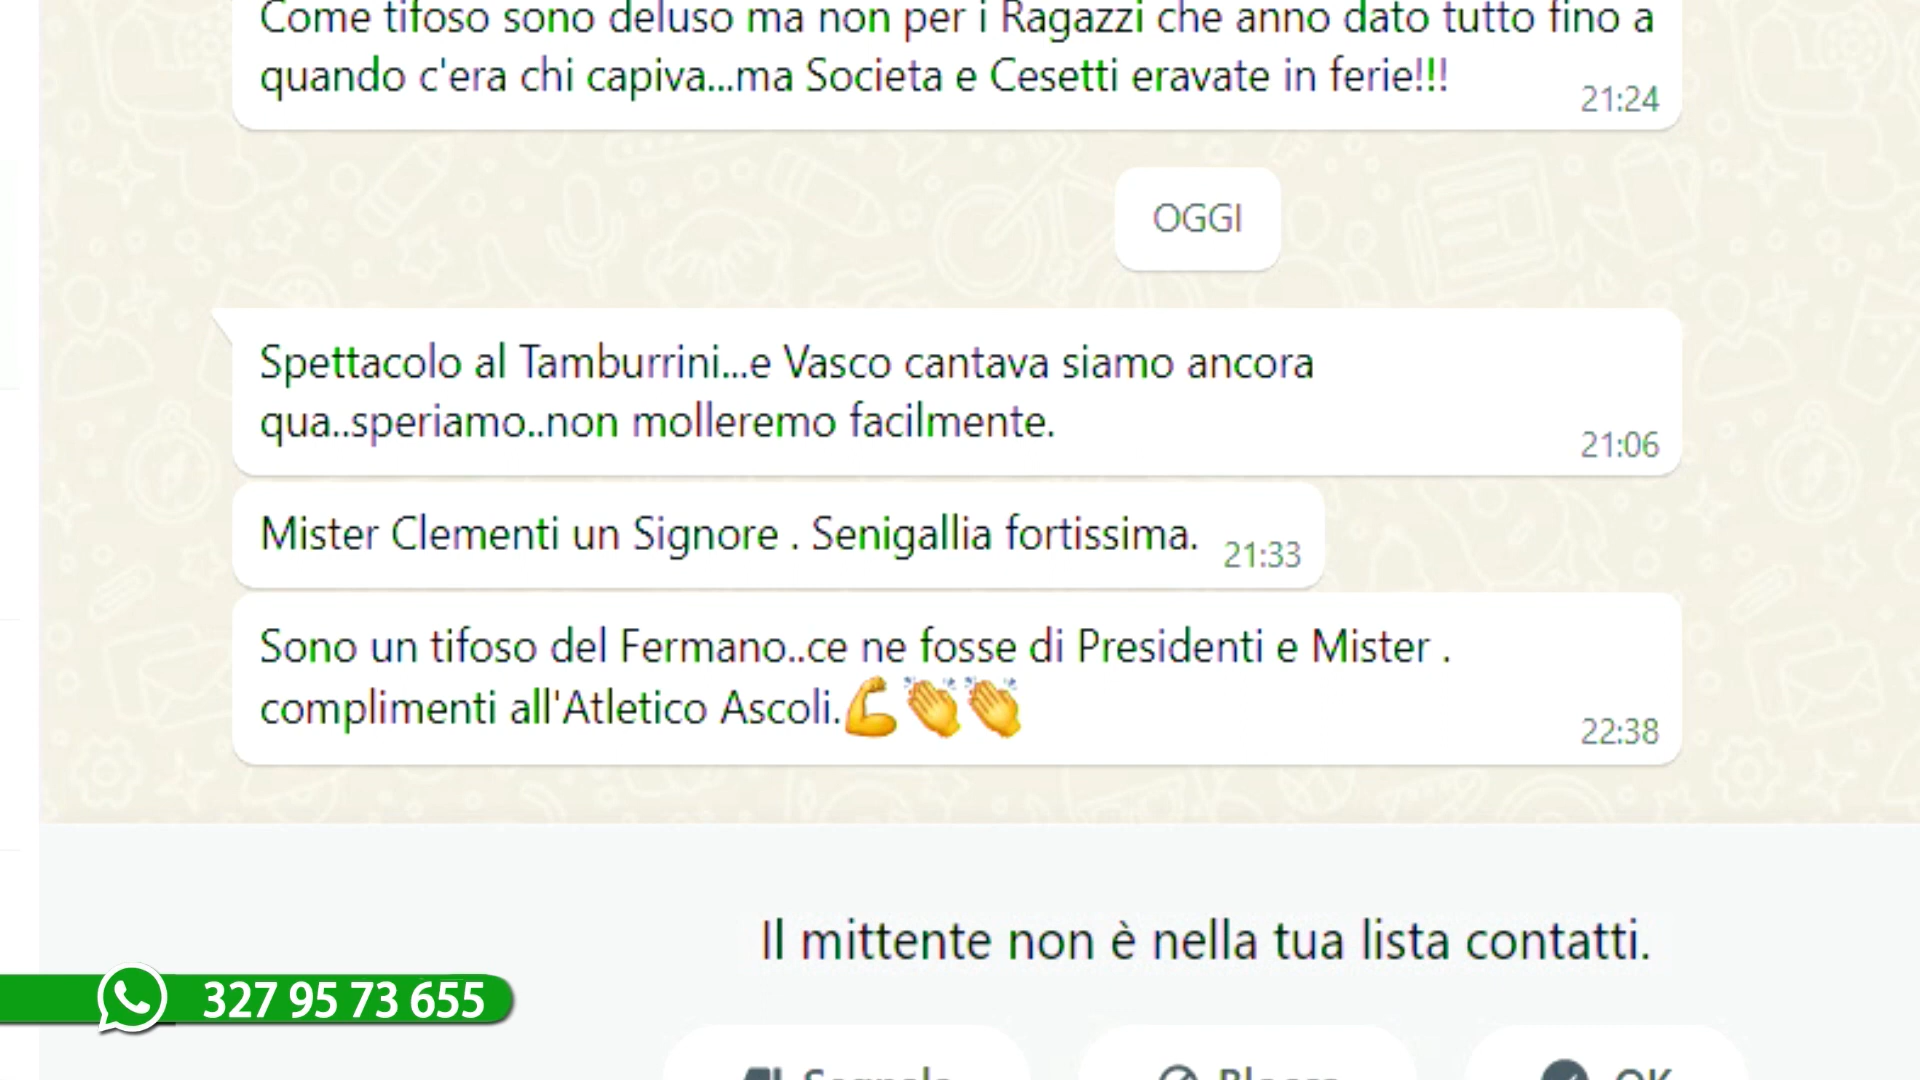 Come tifoso sono deluso ma non per i Ragazzi che anno dato tutto fino a
quando c'era chi capiva...ma Societa e Cesetti eravate in ferie!!!
21:24
OGGI
Spettacolo al Tamburrini...e Vasco cantava siamo ancora
qua..speriamo..non molleremo facilmente.
21:06
Mister Clementi un Signore . Senigallia fortissima.
21:33
Sono un tifoso del Fermano..ce ne fosse di Presidenti e Mister .
complimenti all'Atletico Ascoli.💪👏👏
22:38
Il mittente non è nella tua lista contatti.
327 95 73 655
Segnala Blocca OK